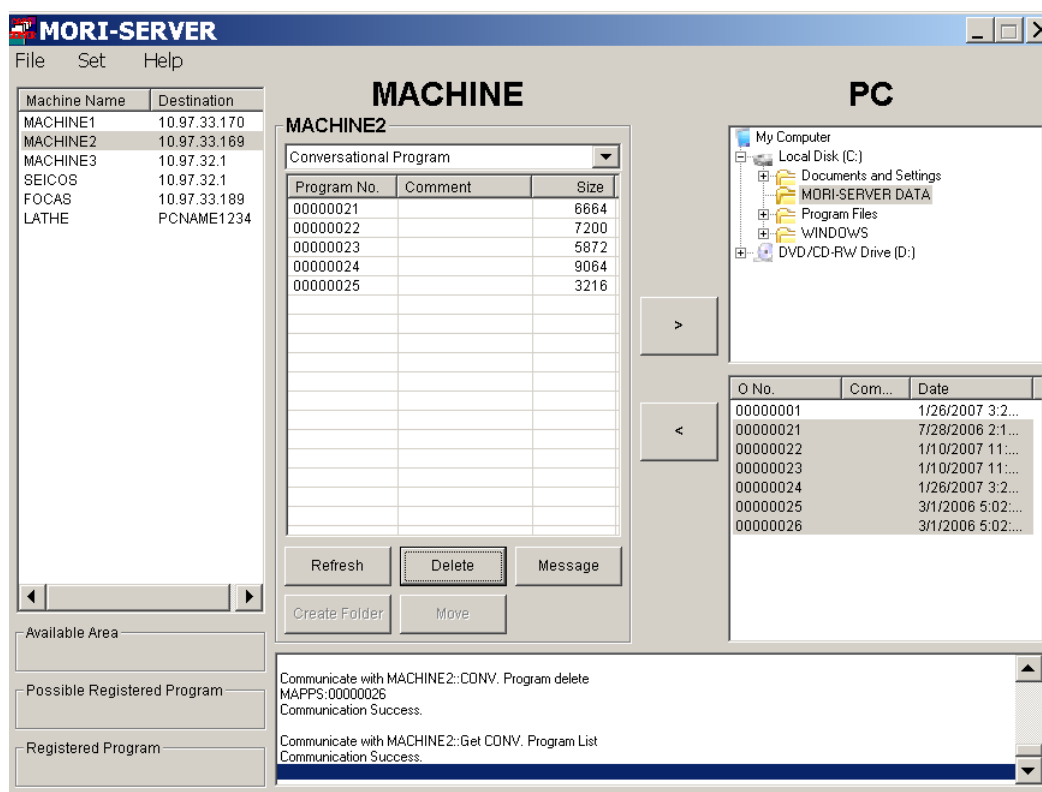 MORI-SERVER
File Set Help
MACHINE
PC
Machine Name Destination
MACHINE1 10.97.33.170
MACHINE2 10.97.33.169
MACHINE3 10.97.32.1
SEICOS 10.97.32.1
FOCAS 10.97.33.189
LATHE PCNAME1234
MACHINE2
Conversational Program
Program No. Comment Size
00000021 6664
00000022 7200
00000023 5872
00000024 9064
00000025 3216
Refresh Delete Message
Create Folder Move
>
<
My Computer
Local Disk (C:)
Documents and Settings
MORI-SERVER DATA
Program Files
WINDOWS
DVD/CD-RW Drive (D:)
O No. Com... Date
00000001 1/26/2007 3:2...
00000021 7/28/2006 2:1...
00000022 1/10/2007 11:...
00000023 1/10/2007 11:...
00000024 1/26/2007 3:2...
00000025 3/1/2006 5:02:...
00000026 3/1/2006 5:02:...
Available Area
Possible Registered Program
Registered Program
Communicate with MACHINE2::CONV. Program delete
MAPPS:00000026
Communication Success.
Communicate with MACHINE2::Get CONV. Program List
Communication Success.